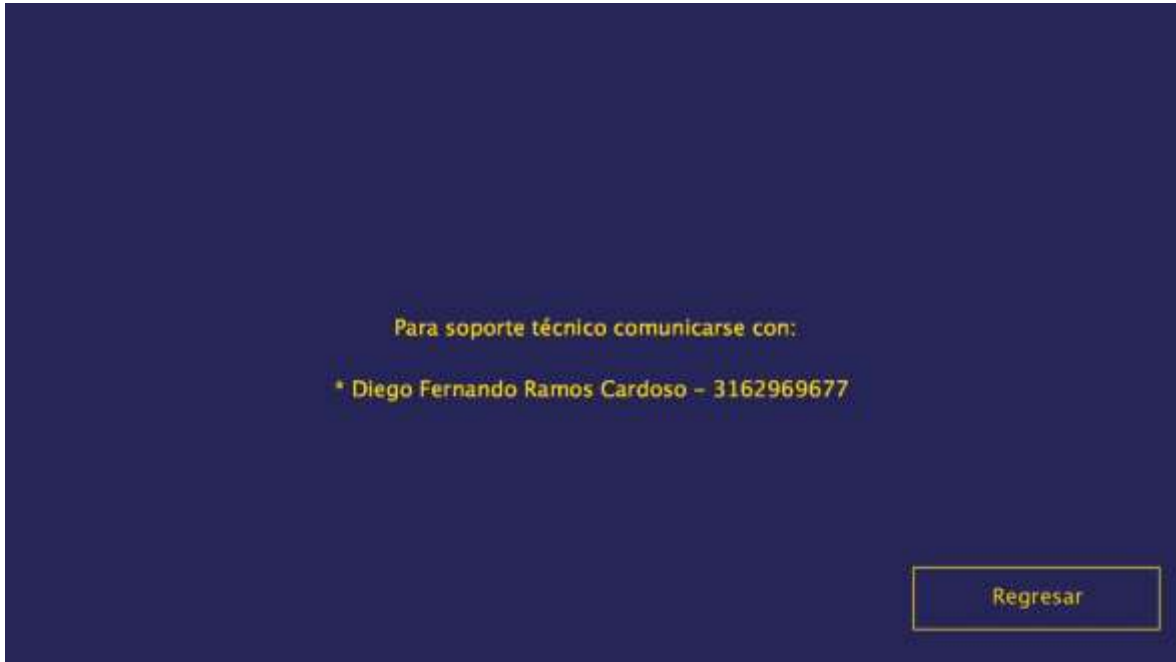 Para soporte técnico comunicarse con:
* Diego Fernando Ramos Cardoso – 3162969677
Regresar